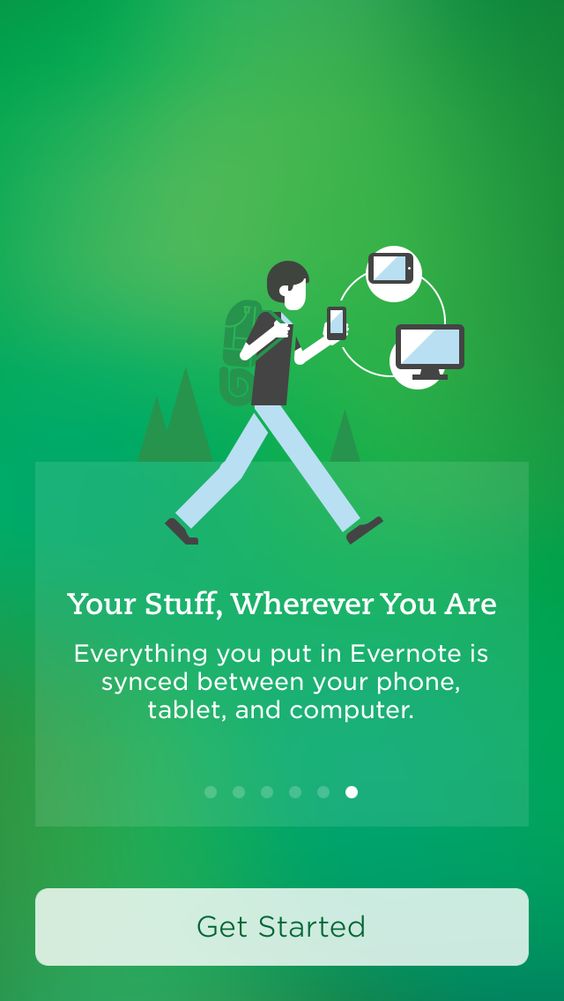 Your Stuff, Wherever You Are
Everything you put in Evernote is
synced between your phone,
tablet, and computer.
Get Started